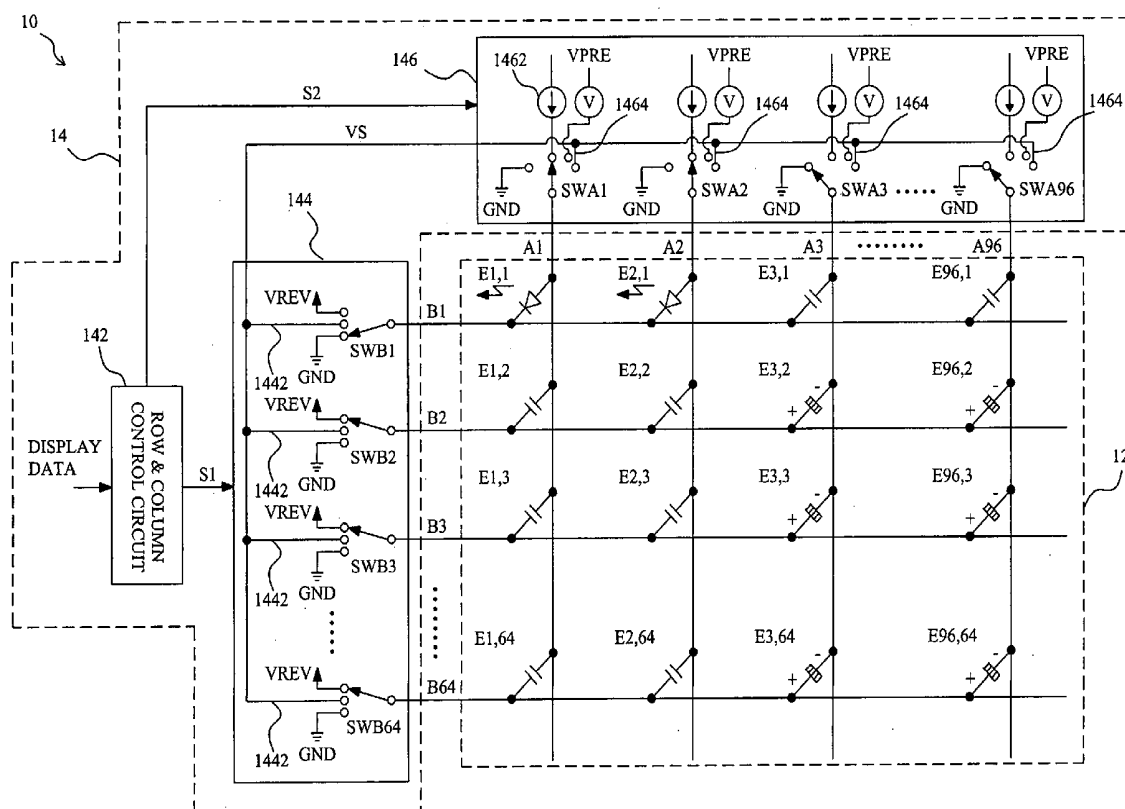 10
146
1462
VPRE
VPRE
VPRE
VPRE
V
V
V
V
S2
1464
1464
1464
1464
14
VS
SWA1
SWA2
SWA3
........
SWA96
GND
GND
GND
GND
144
A1
A2
A3
........
A96
E1,1
E2,1
E3,1
E96,1
VREV
B1
SWB1
1442
GND
142
E1,2
E2,2
E3,2
-
E96,2
-
VREV
B2
+
+
SWB2
1442
GND
DISPLAY
DATA
ROW & COLUMN
CONTROL CIRCUIT
S1
12
E1,3
E2,3
E3,3
-
E96,3
-
VREV
B3
+
+
SWB3
1442
GND
E1,64
E2,64
E3,64
-
E96,64
-
VREV
B64
+
+
SWB64
1442
GND